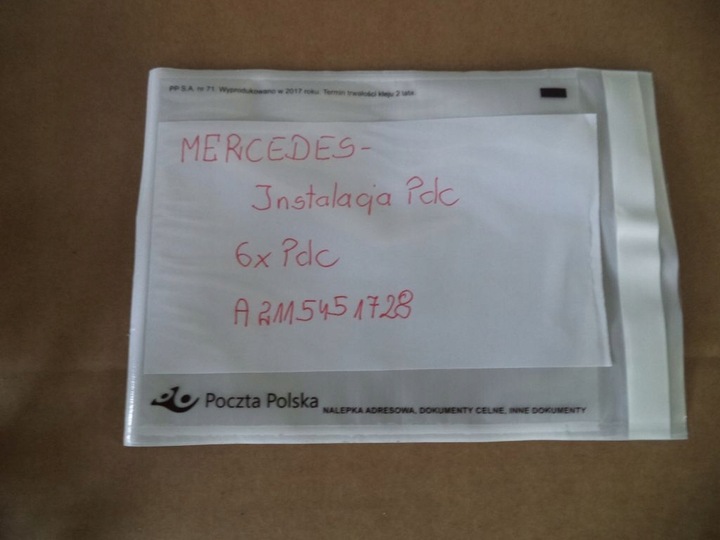 PP S.A. nr 71. Wyprodukowano w 2017 roku. Termin trwałości kleju 2 lata.
MERCEDES-
Instalacja Pdc
6x Pdc
A2115451728
Poczta Polska
NALEPKA ADRESOWA, DOKUMENTY CELNE, INNE DOKUMENTY